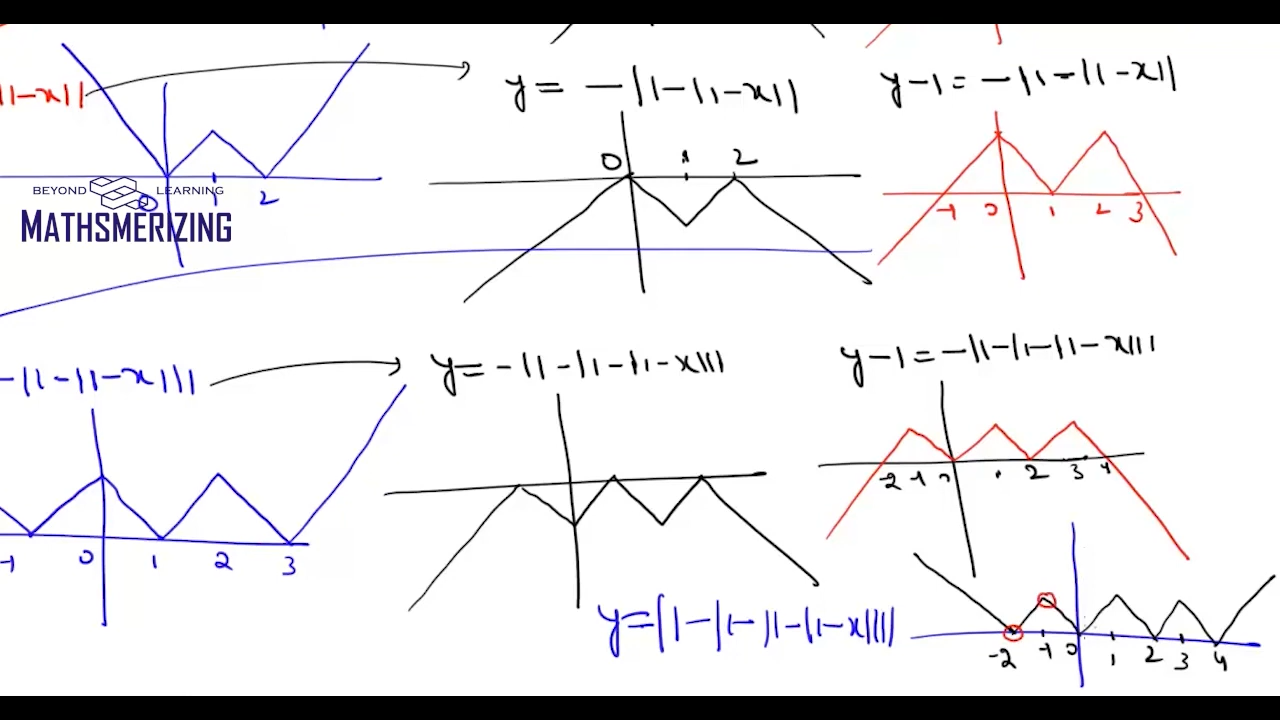 |1-x||
y = -|1-|1-x||
y-1 = -|1-|1-x||
0 1 2
0 1 2
-1 0 1 2 3
BEYOND LEARNING
MATHSMERIZING
-|1-|1-x|||
y = -|1-|1-|1-x|||
y-1 = -|1-|1-|1-x|||
-2 -1 0 1 2 3 4
-1 0 1 2 3
y = |1-|1-|1-|1-x||||
-2 -1 0 1 2 3 4